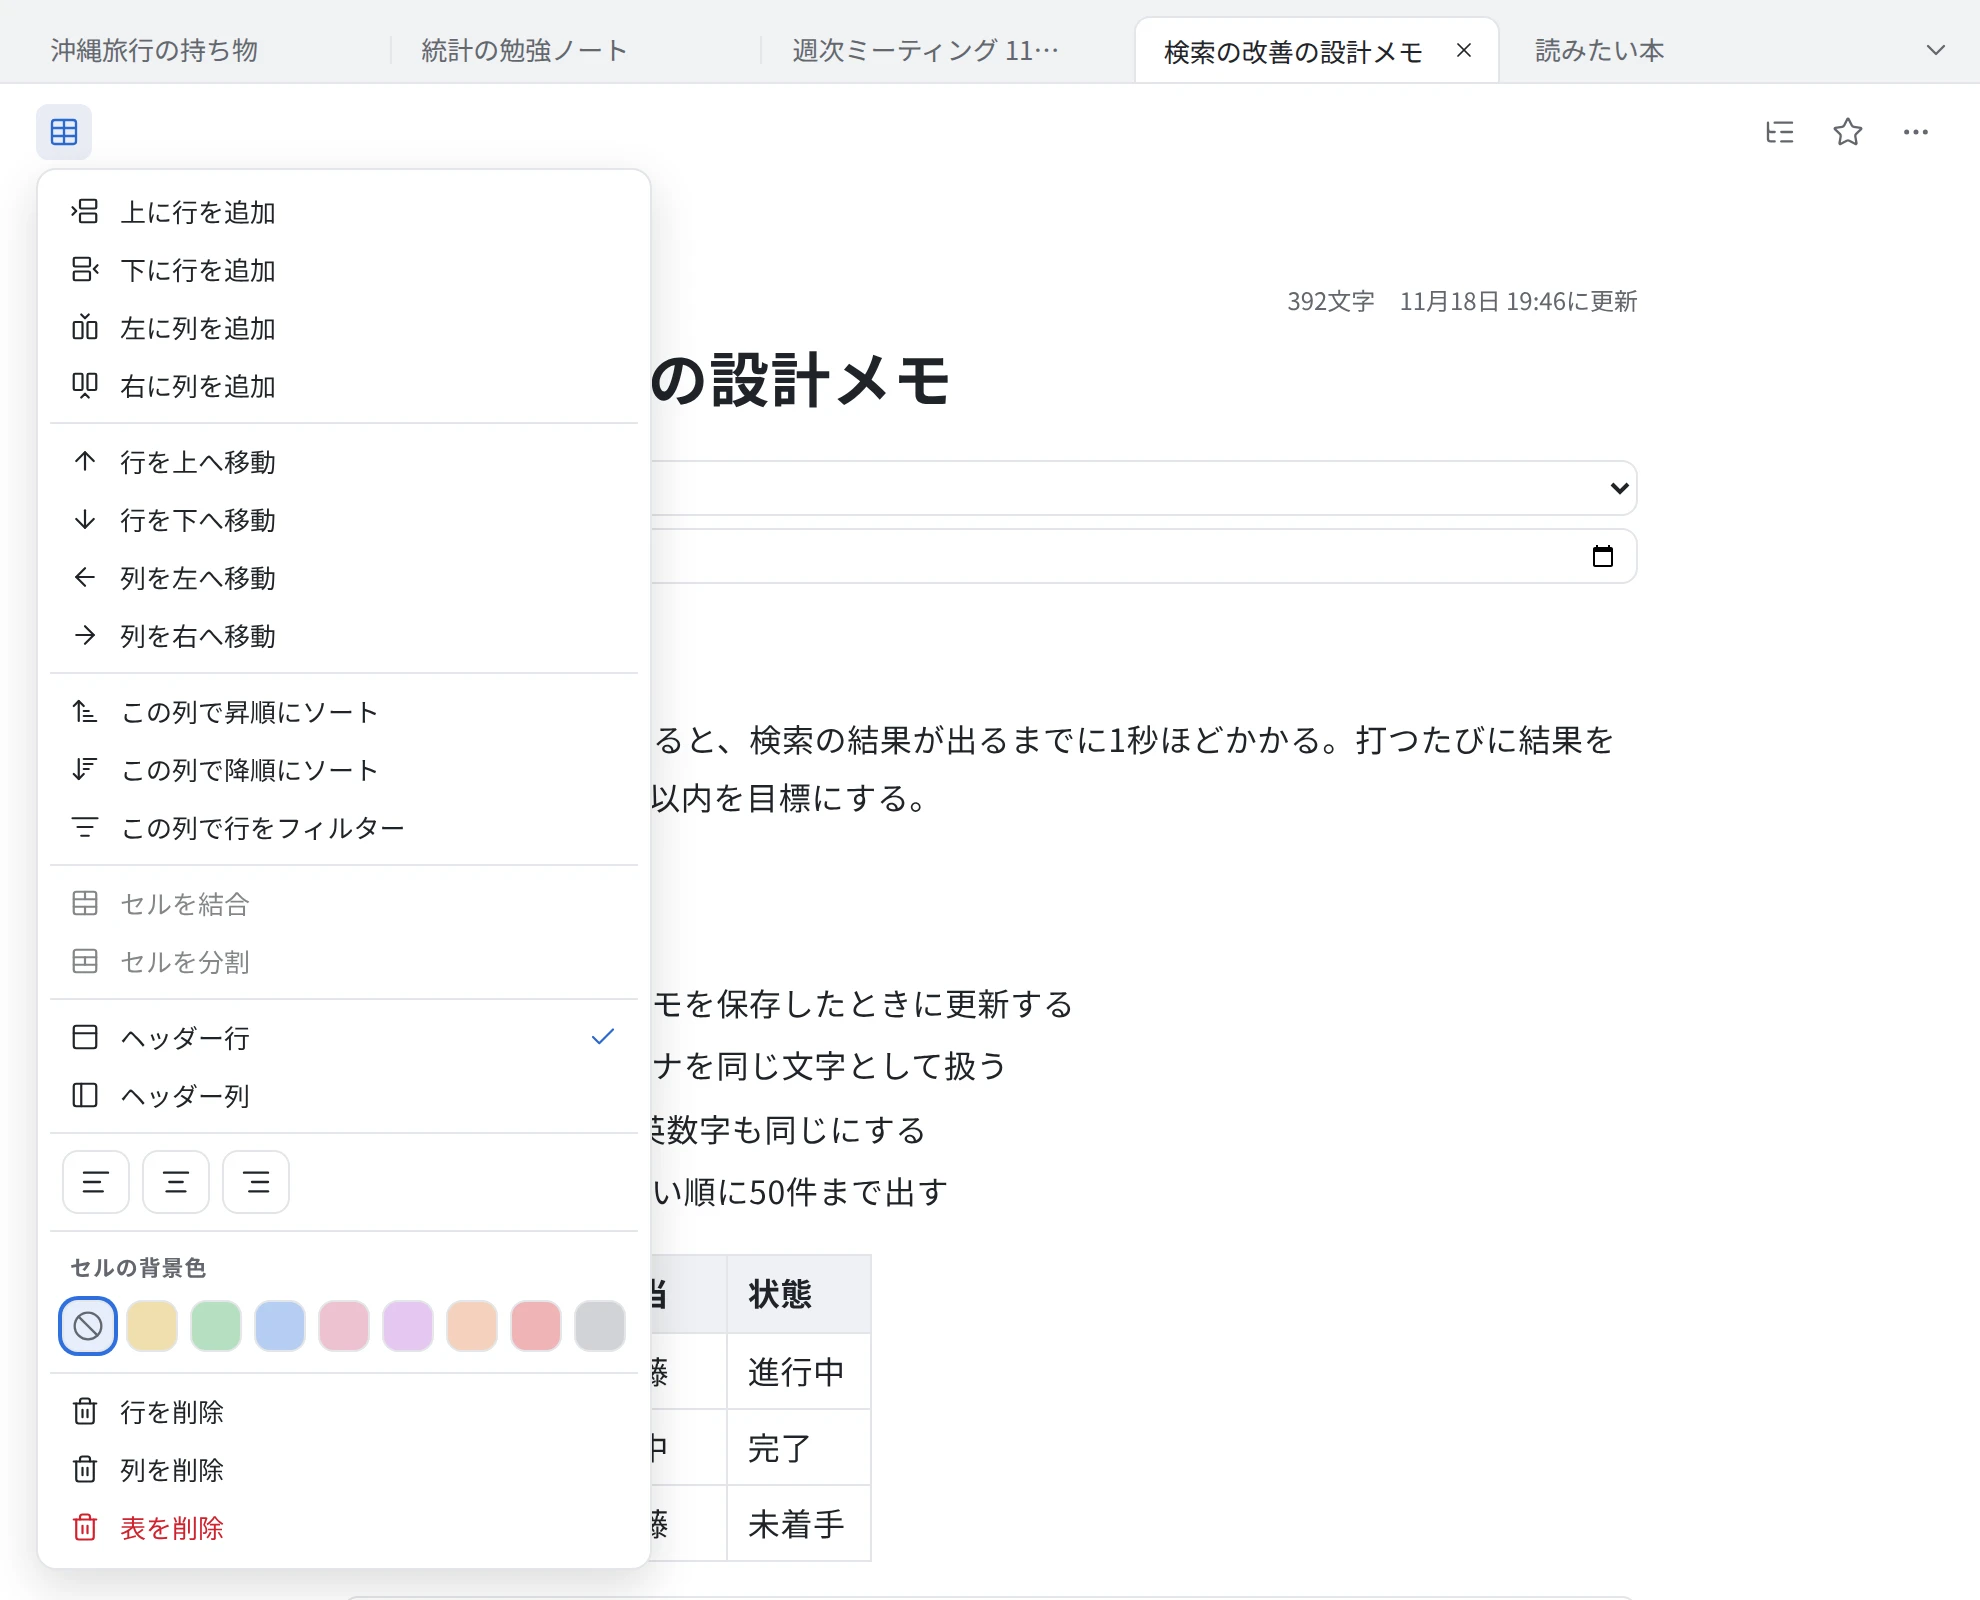 沖縄旅行の持ち物
統計の勉強ノート
週次ミーティング 11…
検索の改善の設計メモ
読みたい本
上に行を追加
下に行を追加
左に列を追加
右に列を追加
行を上へ移動
行を下へ移動
列を左へ移動
列を右へ移動
この列で昇順にソート
この列で降順にソート
この列で行をフィルター
セルを結合
セルを分割
ヘッダー行
ヘッダー列
セルの背景色
行を削除
列を削除
表を削除
392文字 11月18日 19:46に更新
の設計メモ
ると、検索の結果が出るまでに1秒ほどかかる。打つたびに結果を
以内を目標にする。
モを保存したときに更新する
ナを同じ文字として扱う
英数字も同じにする
い順に50件まで出す
当 状態
藤 進行中
中 完了
藤 未着手